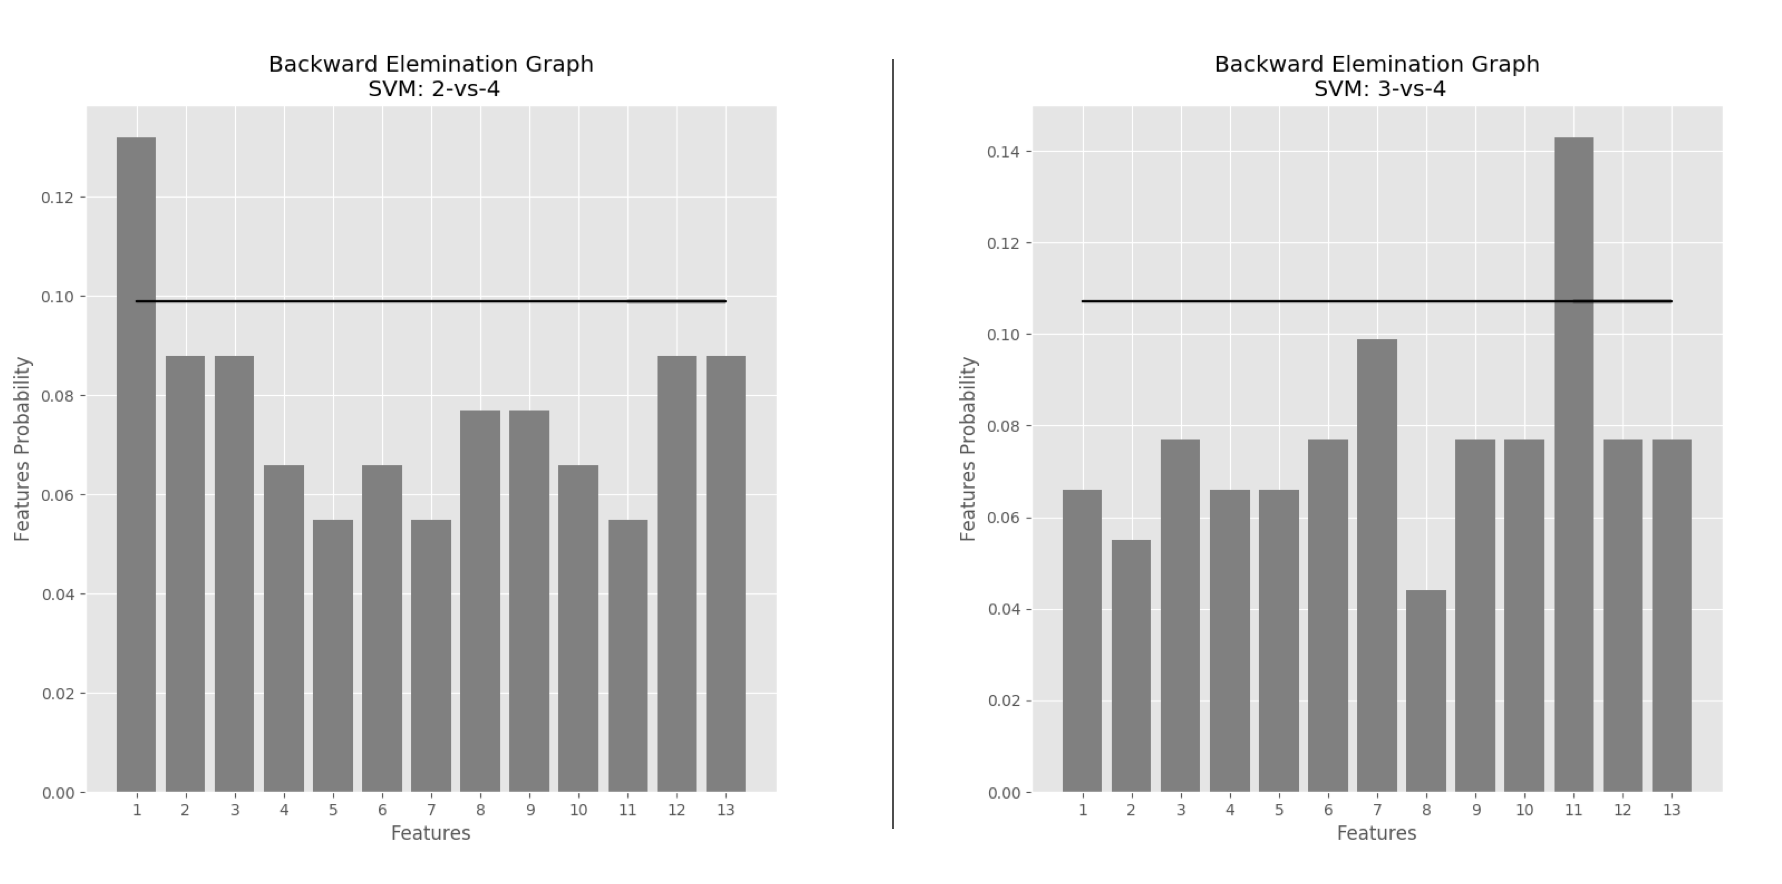 Backward Elemination Graph
SVM: 2-vs-4
0.12
0.10
0.08
0.06
0.04
0.02
0.00
Features Probability
1 2 3 4 5 6 7 8 9 10 11 12 13
Features
Backward Elemination Graph
SVM: 3-vs-4
0.14
0.12
0.10
0.08
0.06
0.04
0.02
0.00
Features Probability
1 2 3 4 5 6 7 8 9 10 11 12 13
Features